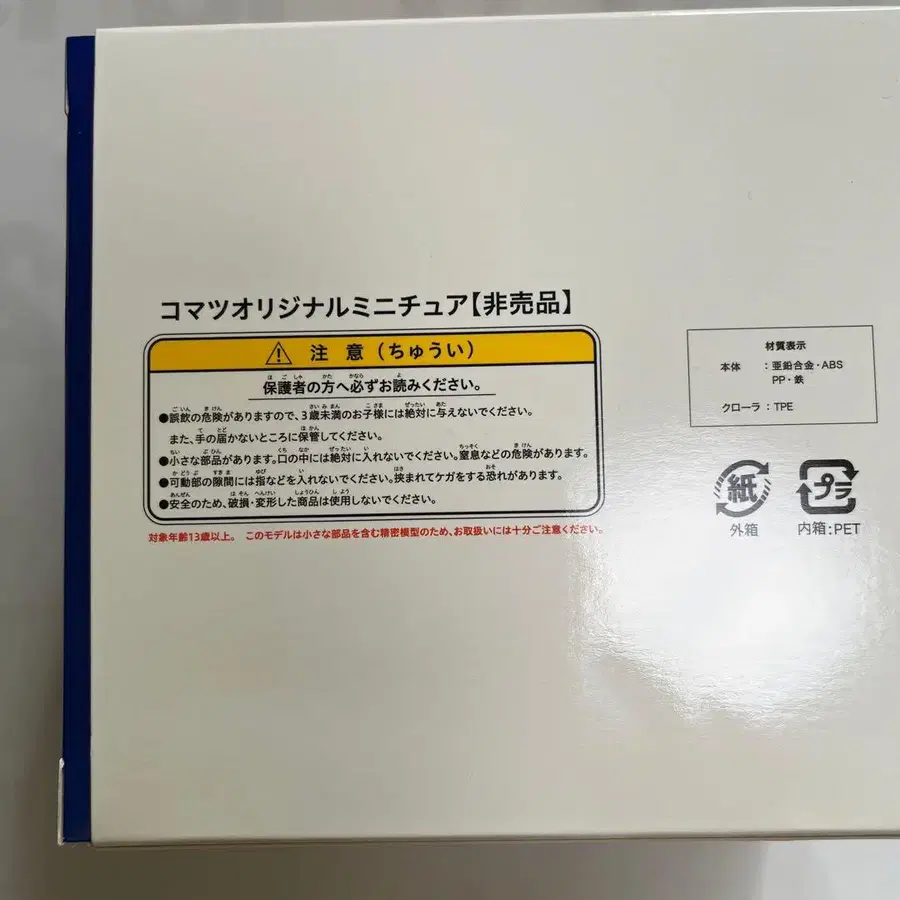 コマツオリジナルミニチュア【非売品】
注 意（ちゅうい）
保護者の方へ必ずお読みください。
●誤飲の危険がありますので、3歳未満のお子様には絶対に与えないでください。
また、手の届かないところに保管してください。
●小さな部品があります。口の中には絶対に入れないでください。窒息などの危険があります。
●可動部の隙間には指などを入れないでください。挟まれてケガをする恐れがあります。
●安全のため、破損・変形した商品は使用しないでください。
対象年齢13歳以上。 このモデルは小さな部品を含む精密模型のため、お取扱いには十分ご注意ください。
材質表示
本体 ：亜鉛合金・ABS
PP・鉄
クローラ：TPE
紙
外箱
プラ
内箱：PET